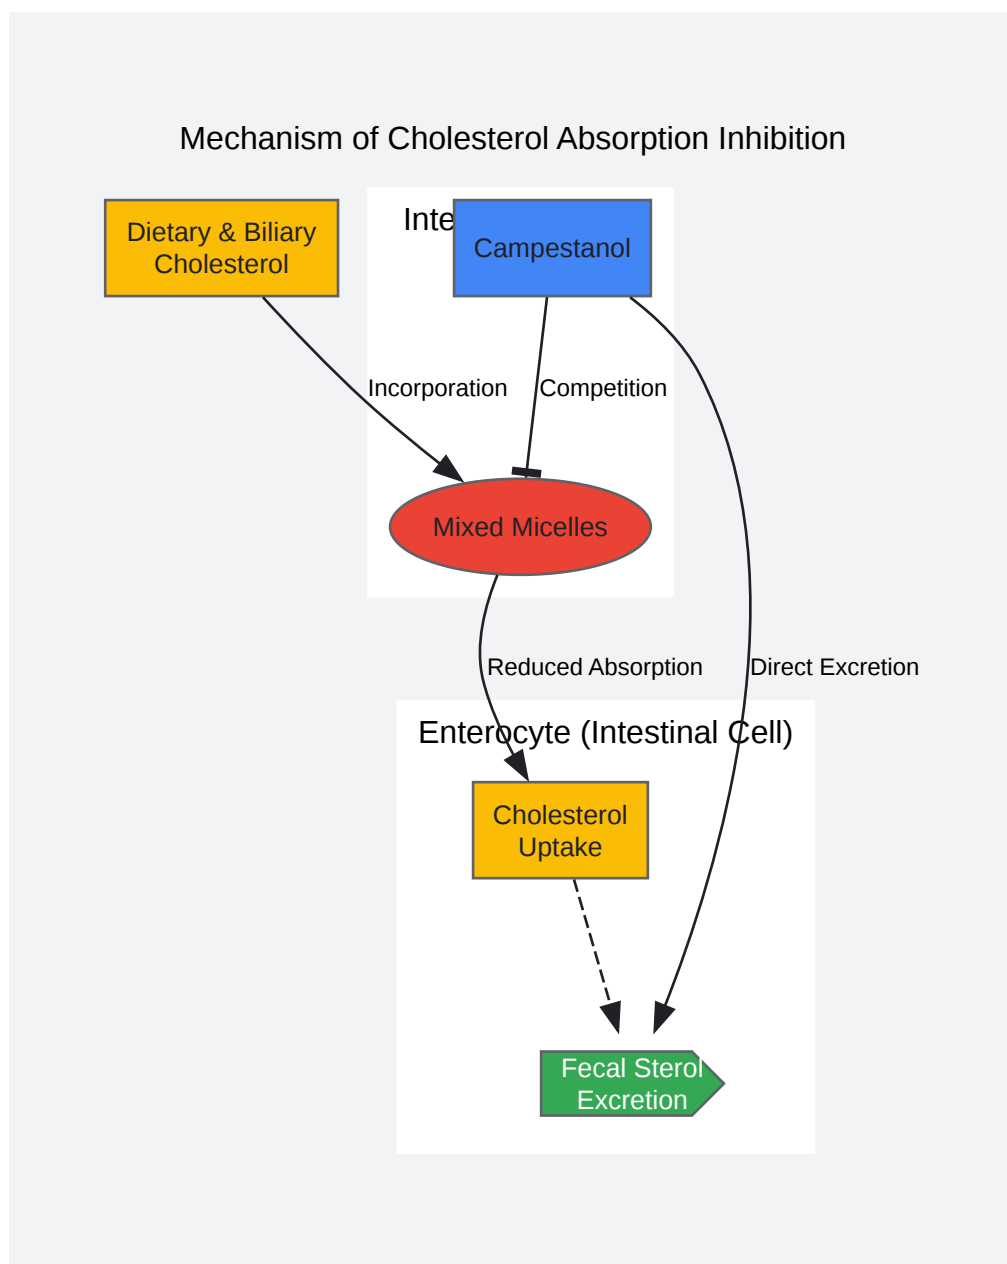 Mechanism of Cholesterol Absorption Inhibition
Dietary & Biliary
Cholesterol
Campestanol
Incorporation
Competition
Mixed Micelles
Reduced Absorption
Direct Excretion
Enterocyte (Intestinal Cell)
Cholesterol
Uptake
Fecal Sterol
Excretion